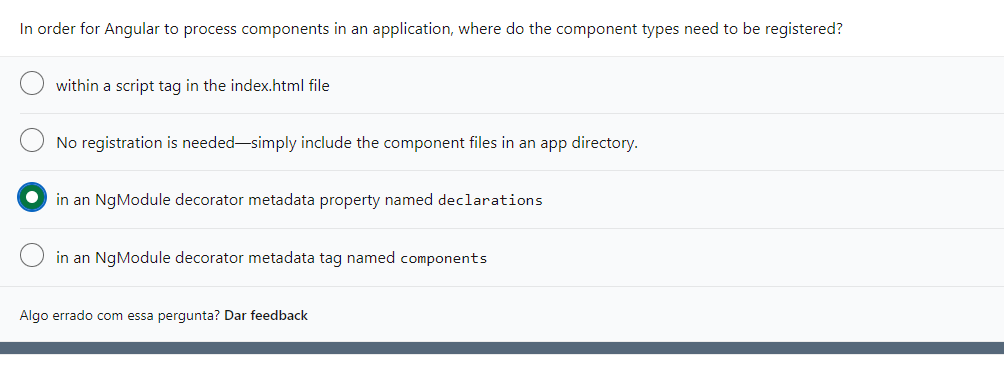 In order for Angular to process components in an application, where do the component types need to be registered?
within a script tag in the index.html file
No registration is needed—simply include the component files in an app directory.
in an NgModule decorator metadata property named declarations
in an NgModule decorator metadata tag named components
Algo errado com essa pergunta? Dar feedback